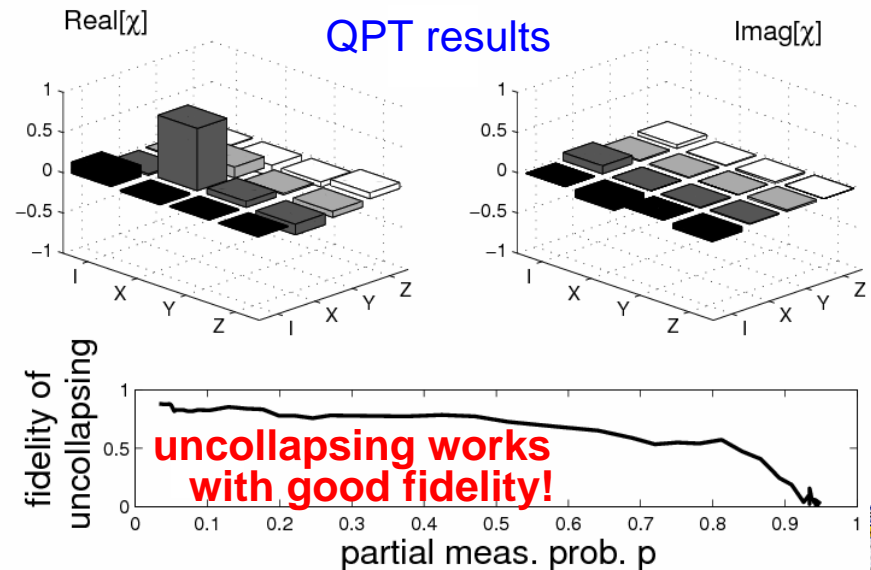 Real[χ]
QPT results
Imag[χ]
1
0.5
0
−0.5
−1
I
X
Y
Z
I
X
Y
Z
1
0.5
0
−0.5
−1
I
X
Y
Z
I
X
Y
Z
fidelity of
uncollapsing
1
0.5
0
uncollapsing works
with good fidelity!
0 0.1 0.2 0.3 0.4 0.5 0.6 0.7 0.8 0.9 1
partial meas. prob. p